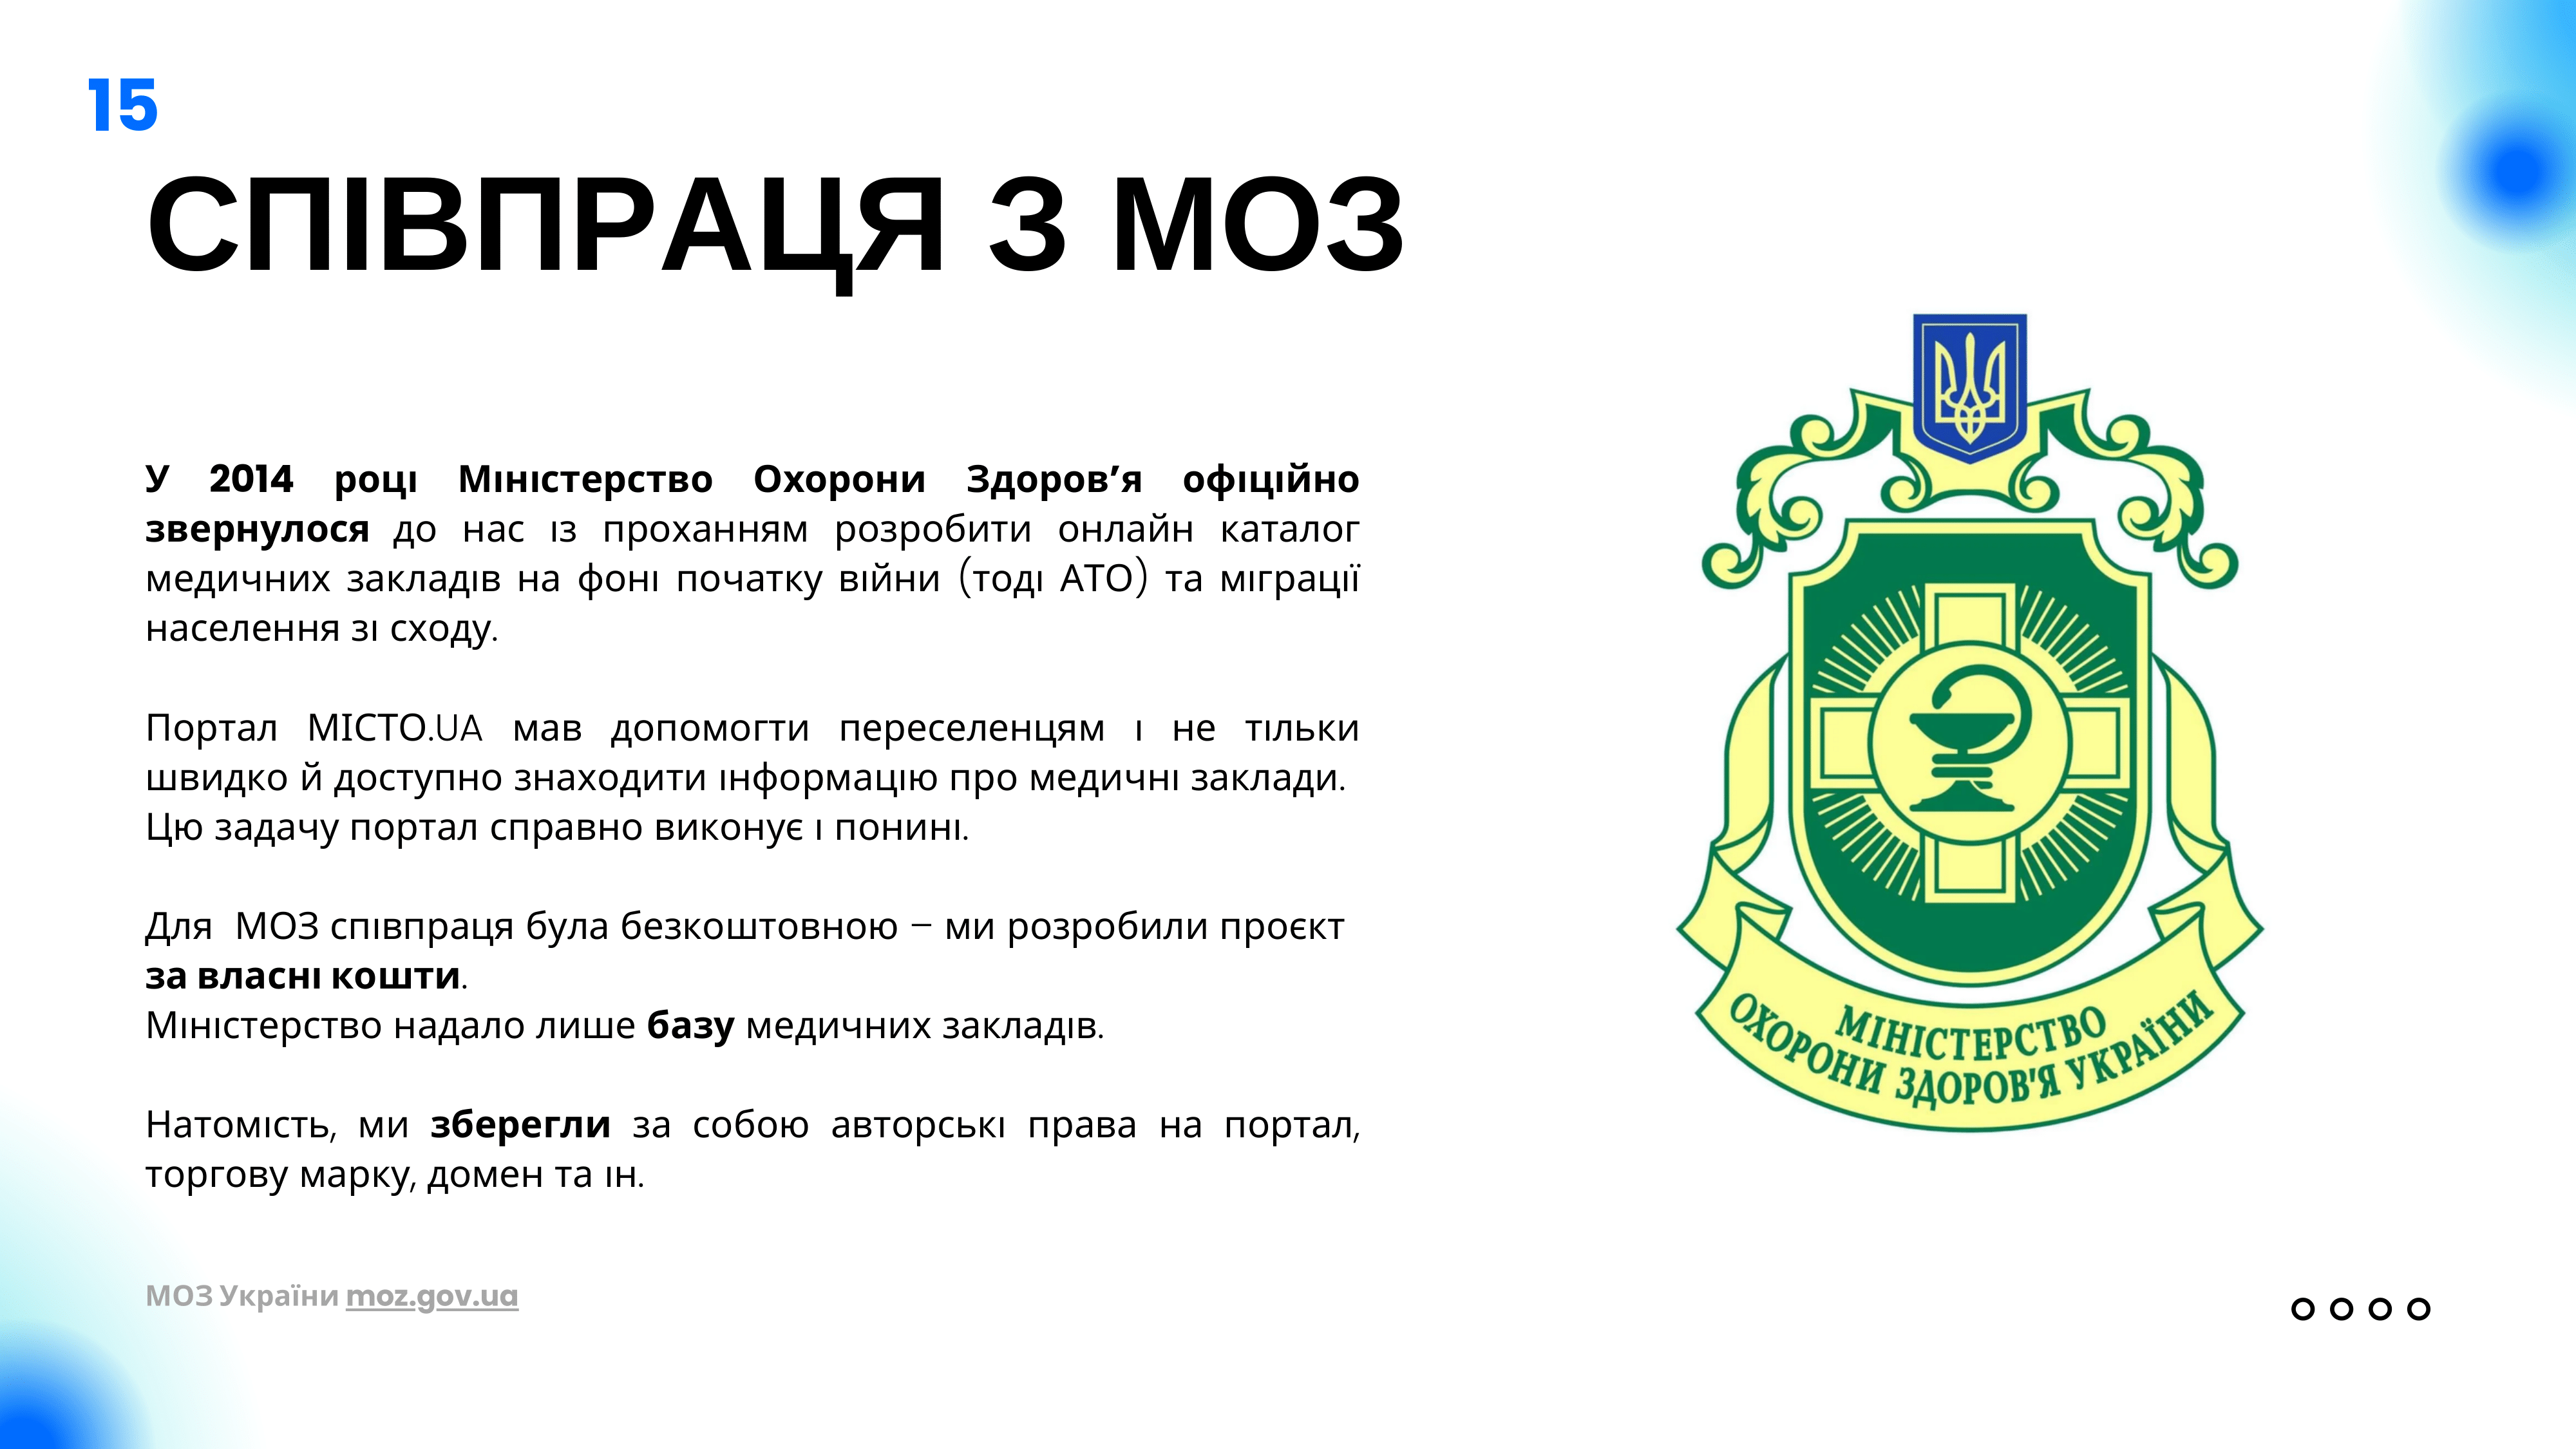 15
СПІВПРАЦЯ З МОЗ
У 2014 році Міністерство Охорони Здоров’я офіційно
звернулося до нас із проханням розробити онлайн каталог
медичних закладів на фоні початку війни (тоді АТО) та міграції
населення зі сходу.
Портал МІСТО.UA мав допомогти переселенцям і не тільки
швидко й доступно знаходити інформацію про медичні заклади.
Цю задачу портал справно виконує і понині.
Для МОЗ співпраця була безкоштовною – ми розробили проєкт
за власні кошти.
Міністерство надало лише базу медичних закладів.
Натомість, ми зберегли за собою авторські права на портал,
торгову марку, домен та ін.
МОЗ України moz.gov.ua
МІНІСТЕРСТВО
ОХОРОНИ ЗДОРОВ'Я УКРАЇНИ